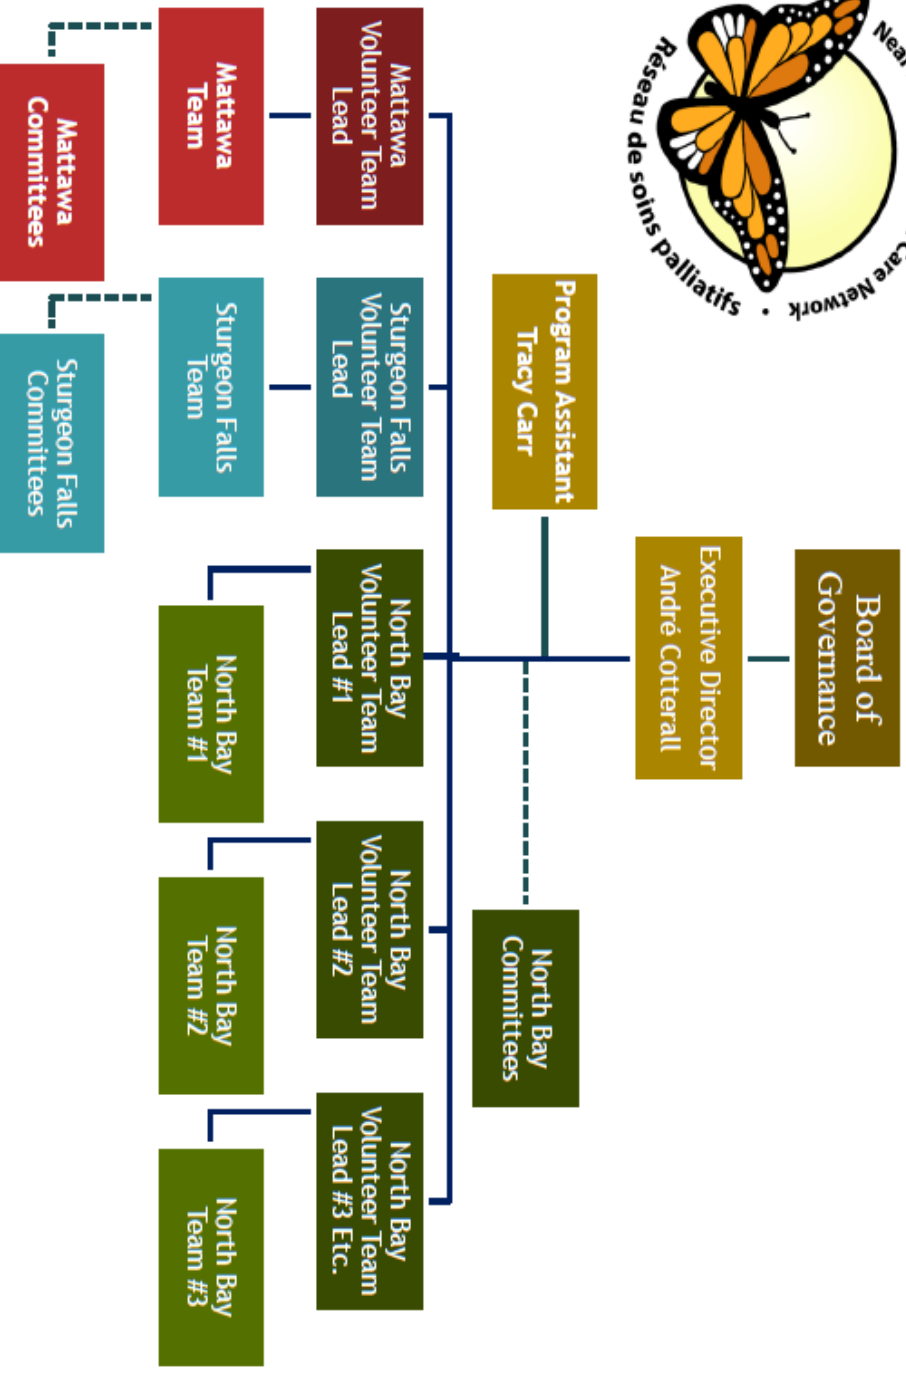 Near
Care Network •
Réseau de soins palliatifs
Board of
Governance
Executive Director
André Cotterall
Program Assistant
Tracy Carr
North Bay
Committees
Mattawa
Volunteer Team
Lead
Sturgeon Falls
Volunteer Team
Lead
North Bay
Volunteer Team
Lead #1
North Bay
Volunteer Team
Lead #2
North Bay
Volunteer Team
Lead #3 Etc.
Mattawa
Team
Sturgeon Falls
Team
North Bay
Team #1
North Bay
Team #2
North Bay
Team #3
Mattawa
Committees
Sturgeon Falls
Committees